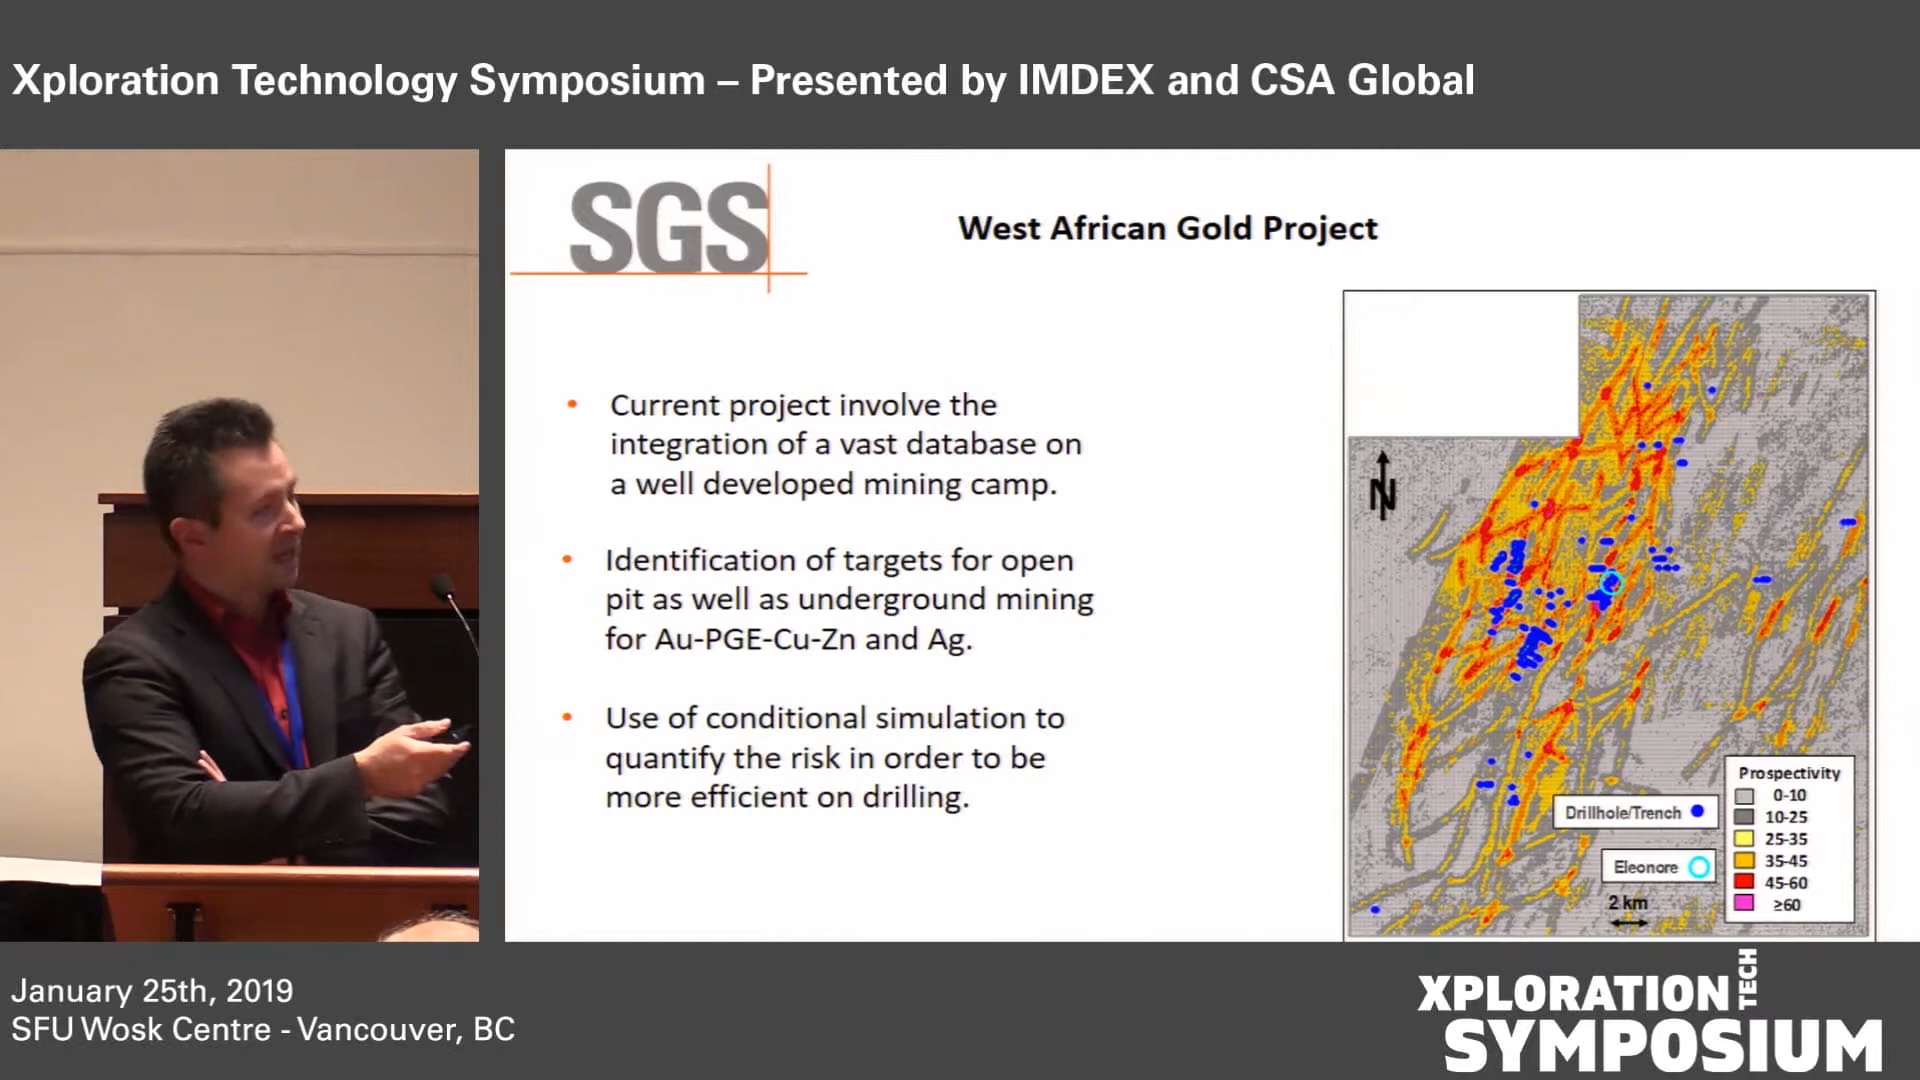 Xploration Technology Symposium – Presented by IMDEX and CSA Global
SGS
West African Gold Project
• Current project involve the
integration of a vast database on
a well developed mining camp.
• Identification of targets for open
pit as well as underground mining
for Au-PGE-Cu-Zn and Ag.
• Use of conditional simulation to
quantify the risk in order to be
more efficient on drilling.
N
Drillhole/Trench
Eleonore
2 km
Prospectivity
0-10
10-25
25-35
35-45
45-60
≥60
January 25th, 2019
SFU Wosk Centre - Vancouver, BC
XPLORATION TECH
SYMPOSIUM